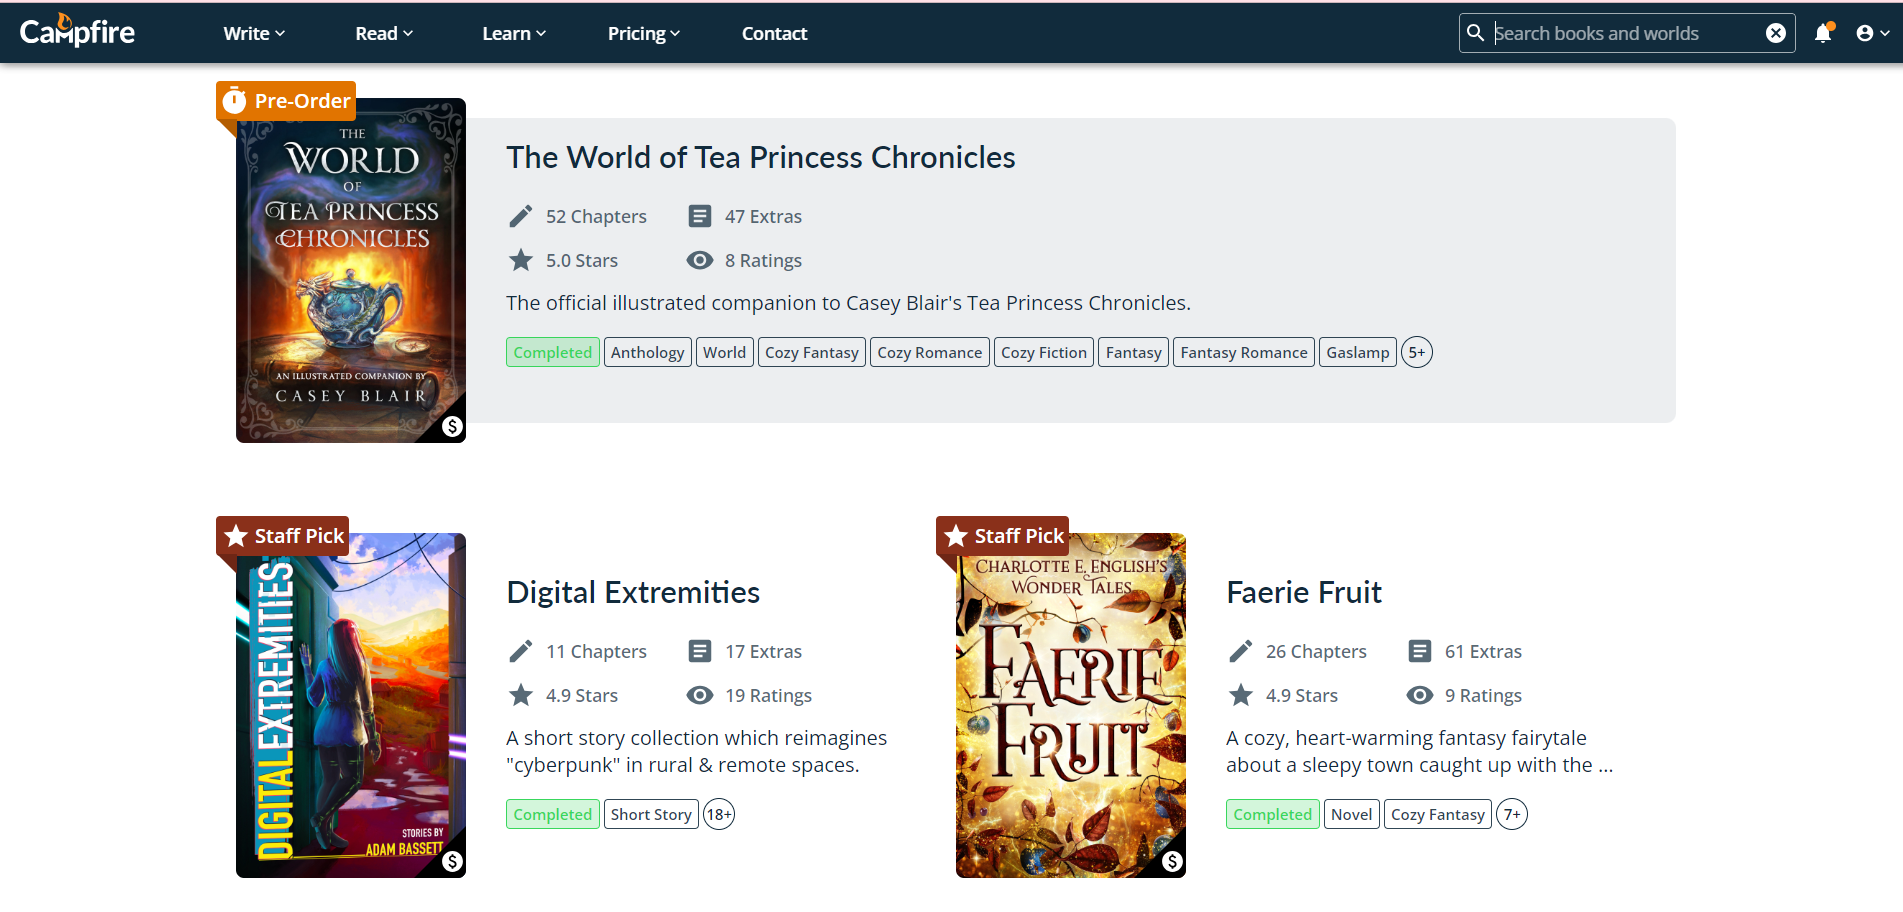 Campfire
Write
Read
Learn
Pricing
Contact
Search books and worlds
Pre-Order
THE
WORLD
OF
TEA PRINCESS
CHRONICLES
AN ILLUSTRATED COMPANION BY
CASEY BLAIR
$
The World of Tea Princess Chronicles
52 Chapters
47 Extras
5.0 Stars
8 Ratings
The official illustrated companion to Casey Blair's Tea Princess Chronicles.
Completed Anthology World Cozy Fantasy Cozy Romance Cozy Fiction Fantasy Fantasy Romance Gaslamp 5+
Staff Pick
DIGITAL EXTREMITIES
STORIES BY
ADAM BASSETT
$
Digital Extremities
11 Chapters
17 Extras
4.9 Stars
19 Ratings
A short story collection which reimagines
"cyberpunk" in rural & remote spaces.
Completed Short Story 18+
Staff Pick
CHARLOTTE E. ENGLISH'S
WONDER TALES
FAERIE
FRUIT
$
Faerie Fruit
26 Chapters
61 Extras
4.9 Stars
9 Ratings
A cozy, heart-warming fantasy fairytale
about a sleepy town caught up with the ...
Completed Novel Cozy Fantasy 7+